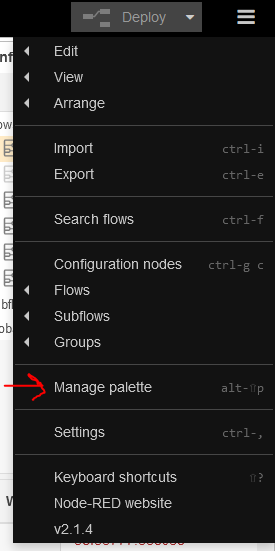 Deploy
Edit
View
Arrange
Import ctrl-i
Export ctrl-e
Search flows ctrl-f
Configuration nodes ctrl-g c
Flows
Subflows
Groups
Manage palette alt-⇧p
Settings ctrl-,
Keyboard shortcuts ⇧?
Node-RED website
v2.1.4